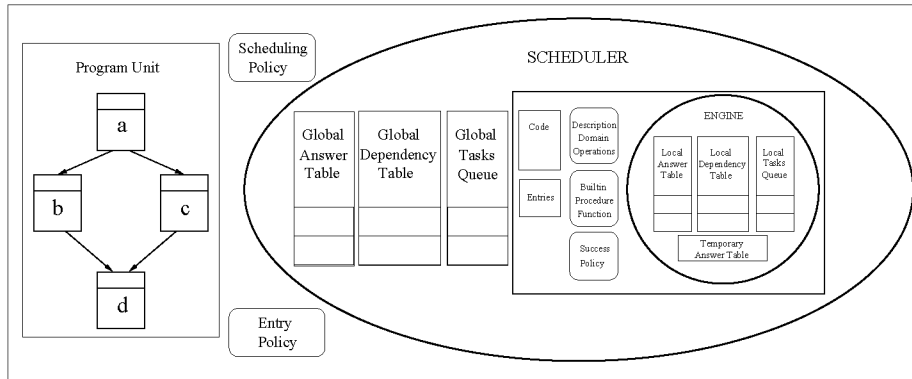 Program Unit
a
b
c
d
Scheduling
Policy
Entry
Policy
SCHEDULER
Global
Answer
Table
Global
Dependency
Table
Global
Tasks
Queue
Code
Entries
Description
Domain
Operations
Builtin
Procedure
Function
Success
Policy
ENGINE
Local
Answer
Table
Local
Dependency
Table
Local
Tasks
Queue
Temporary
Answer Table